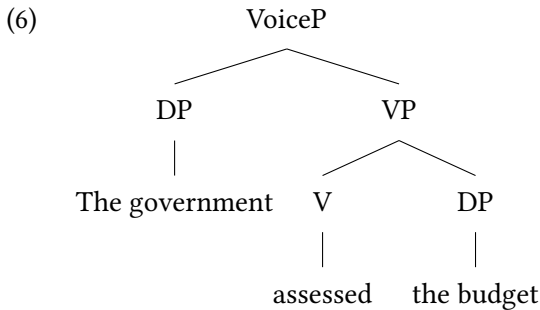 (6) VoiceP
DP VP
The government V DP
assessed the budget